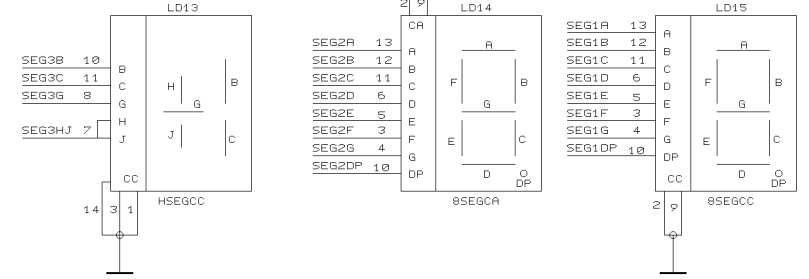 LD13
SEG3B 10 B
SEG3C 11 C
SEG3G 8 G
H
SEG3HJ 7 J
CC
14 3 1
H B
G
J C
HSEGCC
2 9
LD14
CA
SEG2A 13 A
SEG2B 12 B
SEG2C 11 C
SEG2D 6 D
SEG2E 5 E
SEG2F 3 F
SEG2G 4 G
SEG2DP 10 DP
A
F B
G
E C
D O
DP
8SEGCA
LD15
SEG1A 13 A
SEG1B 12 B
SEG1C 11 C
SEG1D 6 D
SEG1E 5 E
SEG1F 3 F
SEG1G 4 G
SEG1DP 10 DP
CC
2 9
A
F B
G
E C
D O
DP
8SEGCC